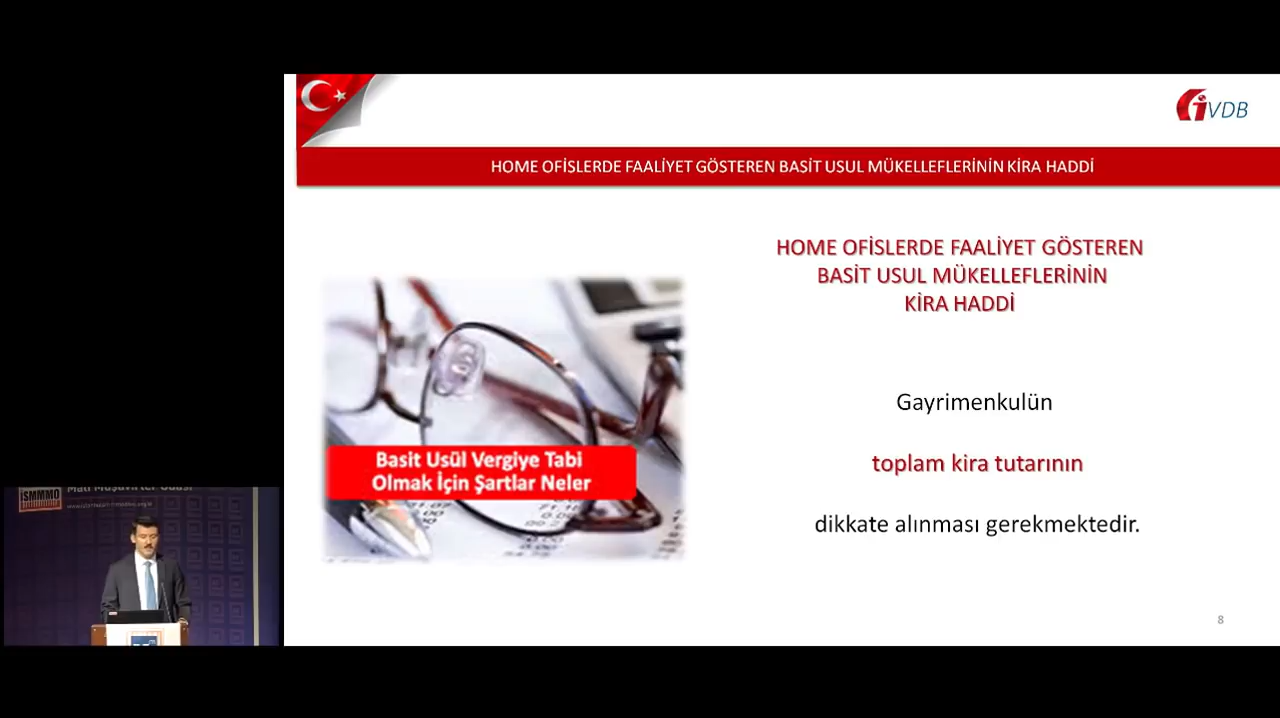 İVDB
HOME OFİSLERDE FAALİYET GÖSTEREN BASİT USUL MÜKELLEFLERİNİN KİRA HADDİ
HOME OFİSLERDE FAALİYET GÖSTEREN
BASİT USUL MÜKELLEFLERİNİN
KİRA HADDİ
Gayrimenkulün
toplam kira tutarının
dikkate alınması gerekmektedir.
Basit Usül Vergiye Tabi
Olmak İçin Şartlar Neler
8
İSMMMO
Mali Müşavirler Odası